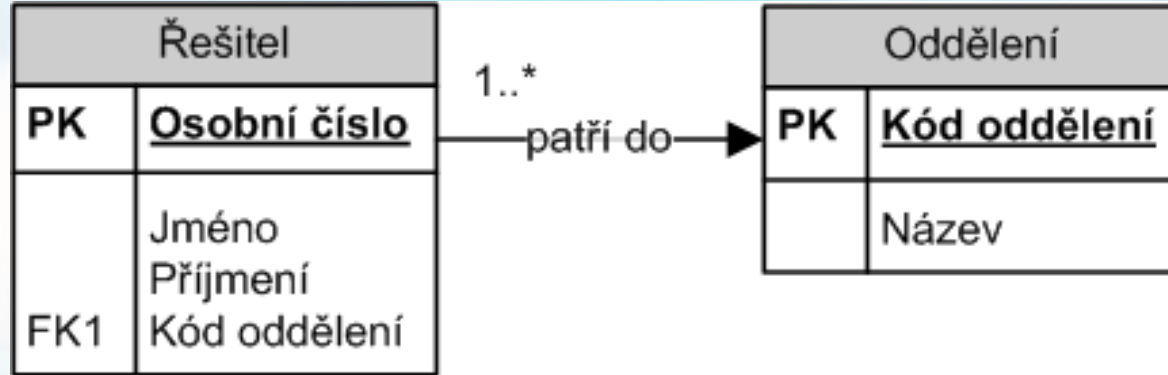 Řešitel
PK Osobní číslo
Jméno
Příjmení
FK1 Kód oddělení
1..*
patří do
Oddělení
PK Kód oddělení
Název